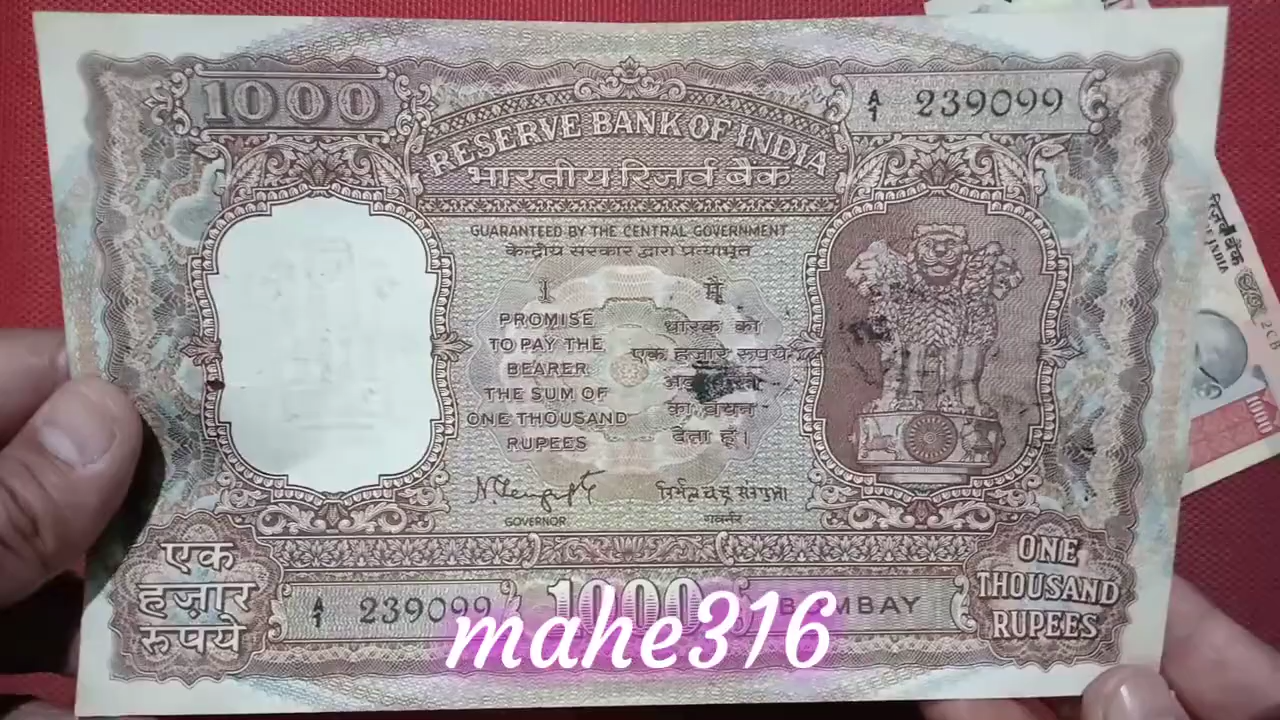 1000
A
1 239099
RESERVE BANK OF INDIA
भारतीय रिजर्व बैंक
GUARANTEED BY THE CENTRAL GOVERNMENT
केन्द्रीय सरकार द्वारा प्रत्याभूत
I
PROMISE
TO PAY THE
BEARER
THE SUM OF
ONE THOUSAND
RUPEES
मैं
धारक को
एक हजार रुपये
का वचन
देता हूँ।
GOVERNOR
गवर्नर
एक
हज़ार
रुपये
A
1 239099
1000
BOMBAY
ONE
THOUSAND
RUPEES
mahe316
1000